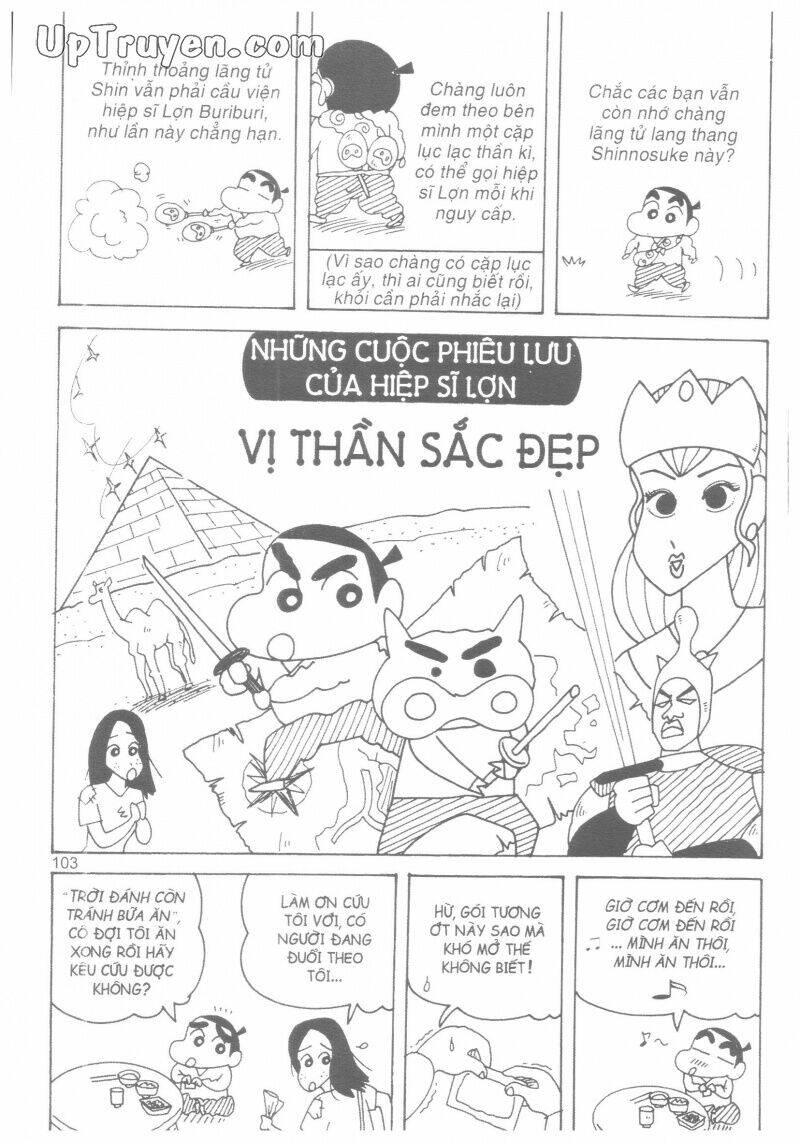 UpTruyen.com
Chắc các bạn vẫn
còn nhớ chàng
lãng tử lang thang
Shinnosuke này?
Chàng luôn
đem theo bên
mình một cặp
lục lạc thần kì,
có thể gọi hiệp
sĩ Lợn mỗi khi
nguy cấp.
(Vì sao chàng có cặp lục
lạc ấy, thì ai cũng biết rồi,
khỏi cần phải nhắc lại)
Thỉnh thoảng lãng tử
Shin vẫn phải cầu viện
hiệp sĩ Lợn Buriburi,
như lần này chẳng hạn.
NHỮNG CUỘC PHIÊU LƯU
CỦA HIỆP SĨ LỢN
VỊ THẦN SẮC ĐẸP
103
GIỜ CƠM ĐẾN RỒI,
GIỜ CƠM ĐẾN RỒI
... MÌNH ĂN THÔI,
MÌNH ĂN THÔI...
HỪ, GÓI TƯƠNG
ỚT NÀY SAO MÀ
KHÓ MỞ THẾ
KHÔNG BIẾT!
LÀM ƠN CỨU
TÔI VỚI, CÓ
NGƯỜI ĐANG
ĐUỔI THEO
TÔI...
"TRỜI ĐÁNH CÒN
TRÁNH BỮA ĂN",
CÓ ĐỢI TÔI ĂN
XONG RỒI HÃY
KÊU CỨU ĐƯỢC
KHÔNG?